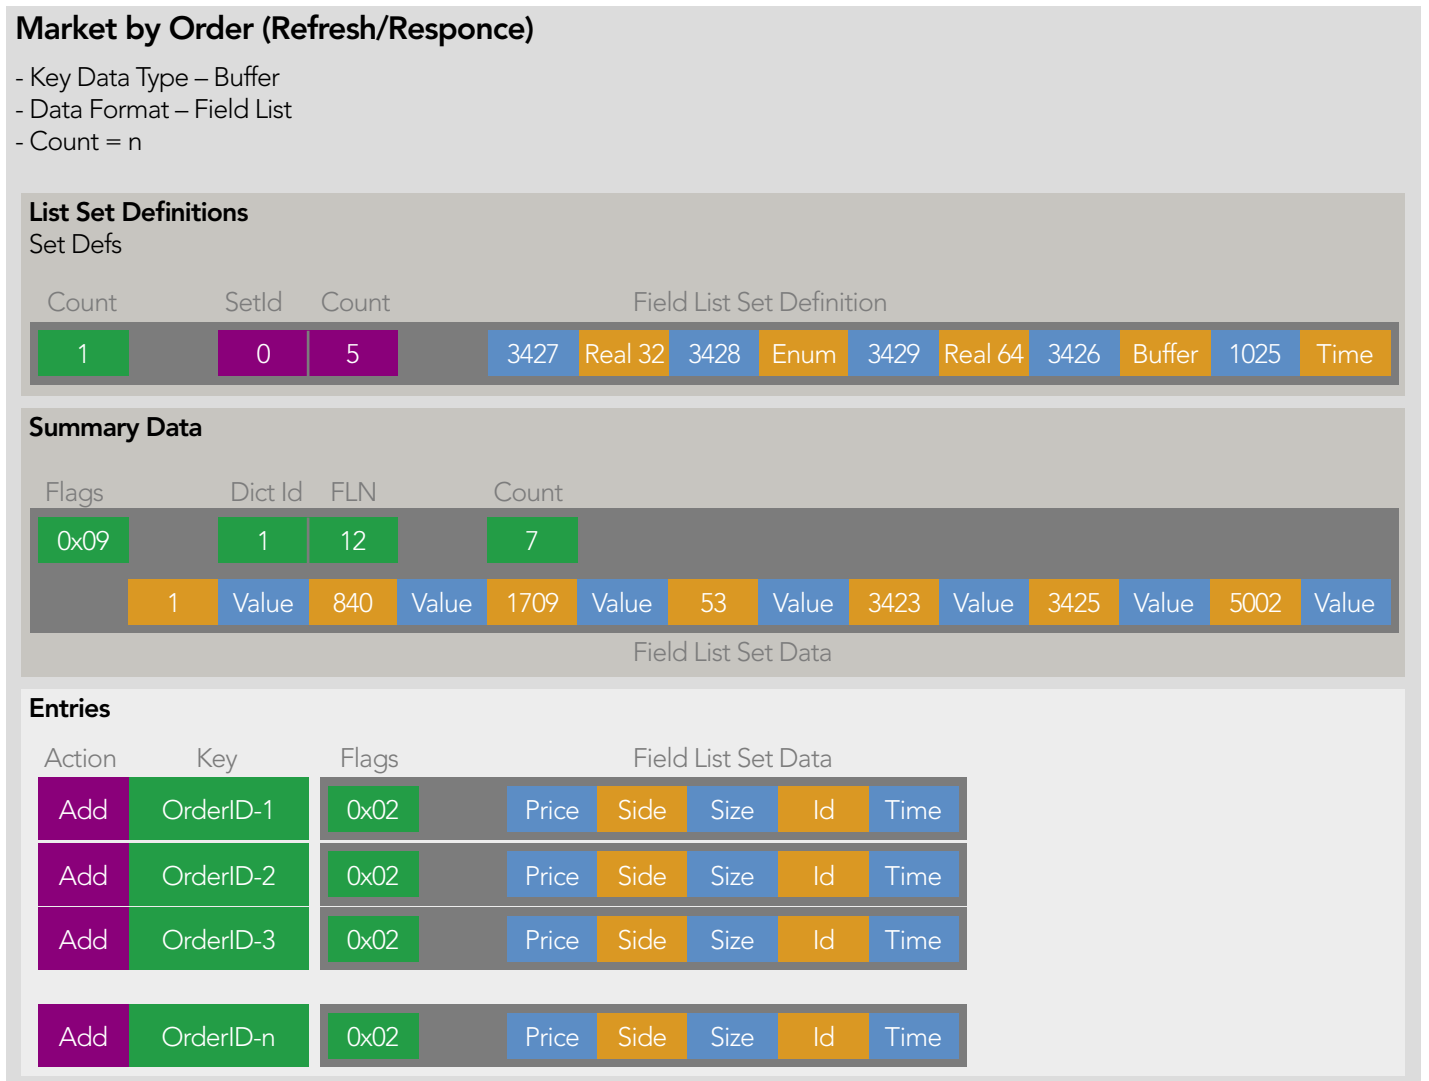 Market by Order (Refresh/Responce)
- Key Data Type – Buffer
- Data Format – Field List
- Count = n
List Set Definitions
Set Defs
Count SetId Count Field List Set Definition
1 0 5 3427 Real 32 3428 Enum 3429 Real 64 3426 Buffer 1025 Time
Summary Data
Flags Dict Id FLN Count
0x09 1 12 7
1 Value 840 Value 1709 Value 53 Value 3423 Value 3425 Value 5002 Value
Field List Set Data
Entries
Action Key Flags Field List Set Data
Add OrderID-1 0x02 Price Side Size Id Time
Add OrderID-2 0x02 Price Side Size Id Time
Add OrderID-3 0x02 Price Side Size Id Time
Add OrderID-n 0x02 Price Side Size Id Time